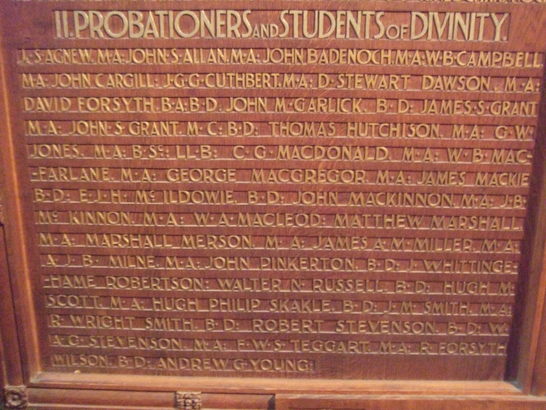 II.PROBATIONERS AND STUDENTS OF DIVINITY.
J·S·AGNEW·M.A. JOHN·S·ALLAN·M.A. JOHN·BADENOCH·M.A. W·B·CAMPBELL
M.A. JOHN CARGILL. J·G·G·CUTHBERT·M.A. D·STEWART DAWSON·M.A.
DAVID FORSYTH·B.A·B.D. JOHN M·GARLICK·B·D. JAMES·S·GRANT
M.A. JOHN·S·GRANT·M·C·B·D. THOMAS HUTCHISON·M.A. G·W·
JONES·M.A·B·Sc·LL·B. C·G·MACDONALD·M.A. W·B·MAC-
-FARLANE·M.A. GEORGE MACGREGOR·M.A. JAMES MACKIE
B·D. E·J·H·McILDOWIE·B·D. JOHN MACKINNON·M.A. J·B·
McKINNON·M.A. W·A·MACLEOD. MATTHEW MARSHALL
M.A. MARSHALL MERSON·M.A. JAMES A·M·MILLER·M.A.
A·J·B·MILNE·M.A. JOHN PINKERTON·B·D. J·WHITTINGE-
-HAME ROBERTSON. WALTER N·RUSSELL·B·D. HUGH M·
SCOTT·M.A. HUGH PHILIP SKAKLE·B·D. J·E·M·SMITH·M.A.
R·WRIGHT SMITH·B·D. ROBERT STEVENSON·B·D. W·
A·G·STEVENSON·M.A. F·W·S·TEGGART·M.A. R·FORSYTH
WILSON·B·D. ANDREW·G·YOUNG.